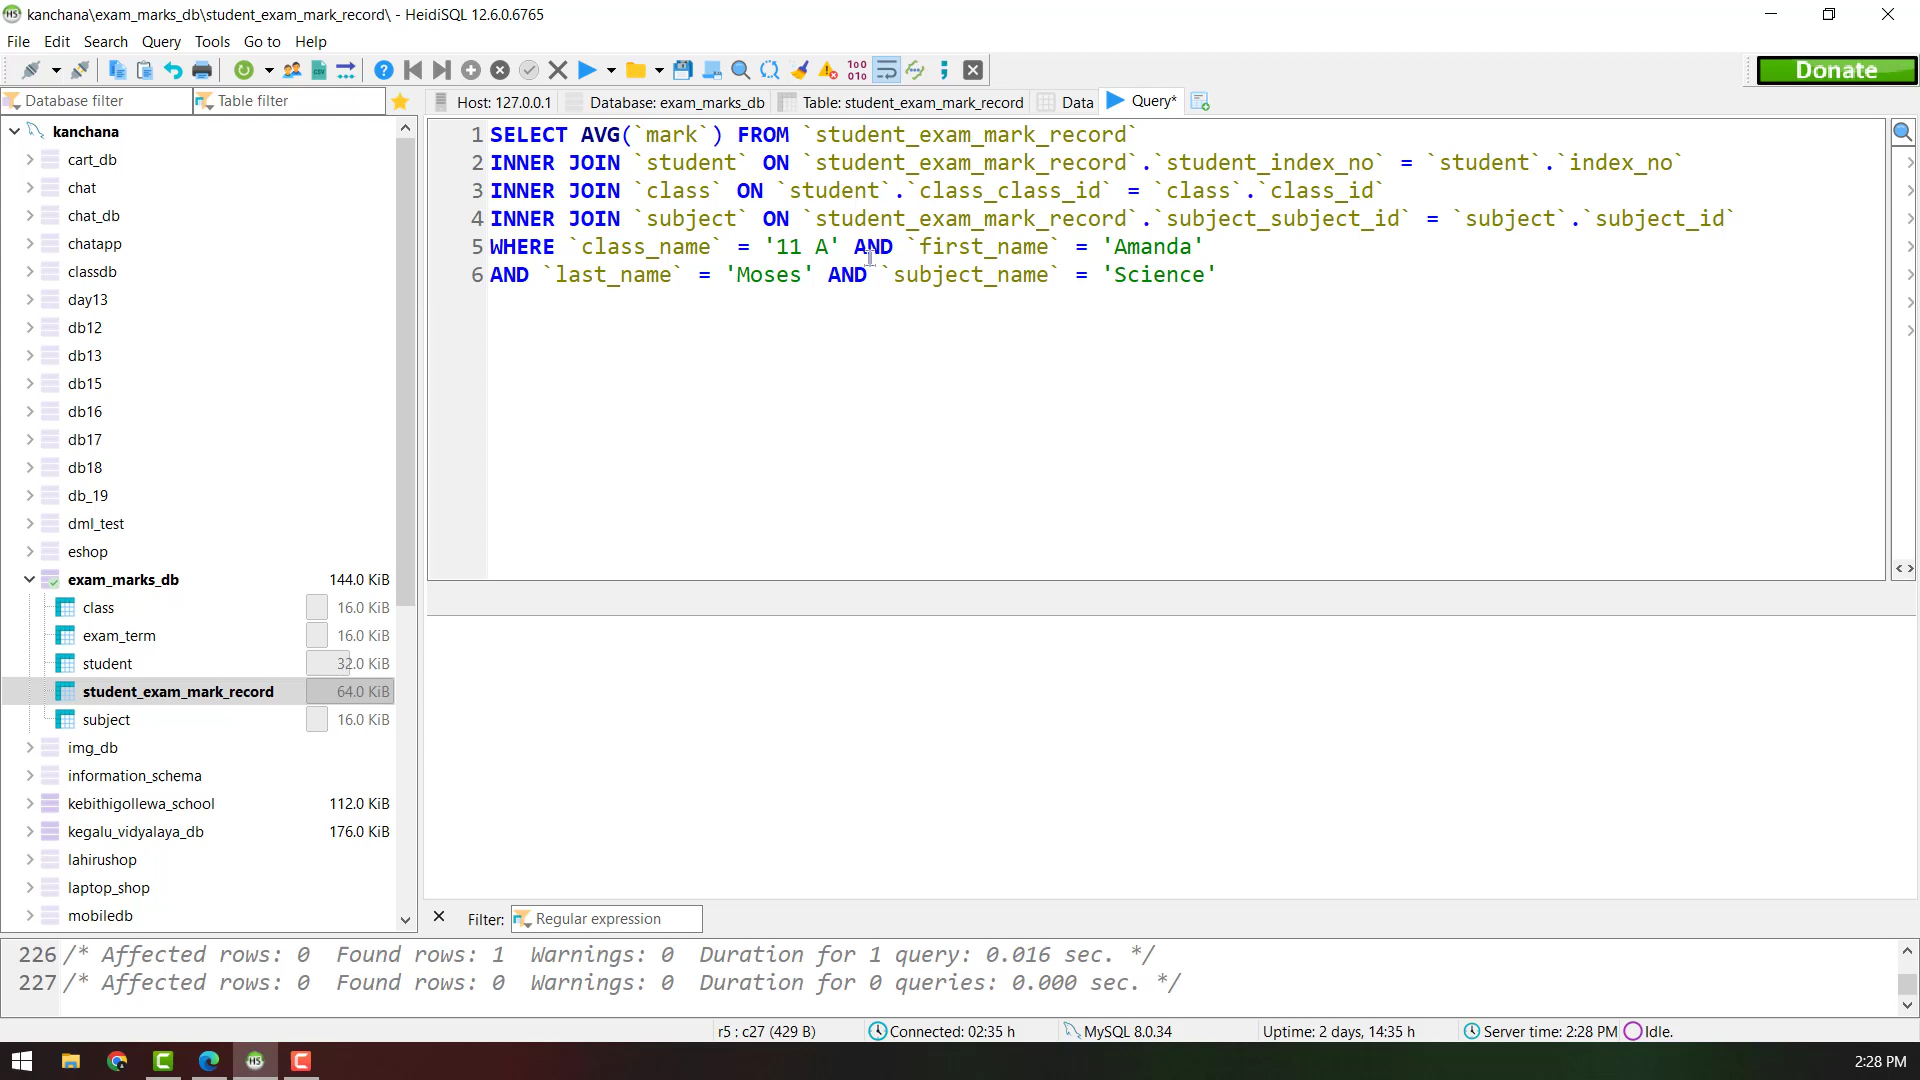 kanchana\exam_marks_db\student_exam_mark_record\ - HeidiSQL 12.6.0.6765
File Edit Search Query Tools Go to Help
Donate
Database filter Table filter
Host: 127.0.0.1 Database: exam_marks_db Table: student_exam_mark_record Data Query*
kanchana
cart_db
chat
chat_db
chatapp
classdb
day13
db12
db13
db15
db16
db17
db18
db_19
dml_test
eshop
exam_marks_db 144.0 KiB
class 16.0 KiB
exam_term 16.0 KiB
student 32.0 KiB
student_exam_mark_record 64.0 KiB
subject 16.0 KiB
img_db
information_schema
kebithigollewa_school 112.0 KiB
kegalu_vidyalaya_db 176.0 KiB
lahirushop
laptop_shop
mobiledb
1 SELECT AVG(`mark`) FROM `student_exam_mark_record`
2 INNER JOIN `student` ON `student_exam_mark_record`.`student_index_no` = `student`.`index_no`
3 INNER JOIN `class` ON `student`.`class_class_id` = `class`.`class_id`
4 INNER JOIN `subject` ON `student_exam_mark_record`.`subject_subject_id` = `subject`.`subject_id`
5 WHERE `class_name` = '11 A' AND `first_name` = 'Amanda'
6 AND `last_name` = 'Moses' AND `subject_name` = 'Science'
Filter: Regular expression
226 /* Affected rows: 0 Found rows: 1 Warnings: 0 Duration for 1 query: 0.016 sec. */
227 /* Affected rows: 0 Found rows: 0 Warnings: 0 Duration for 0 queries: 0.000 sec. */
r5 : c27 (429 B) Connected: 02:35 h MySQL 8.0.34 Uptime: 2 days, 14:35 h Server time: 2:28 PM Idle.
2:28 PM